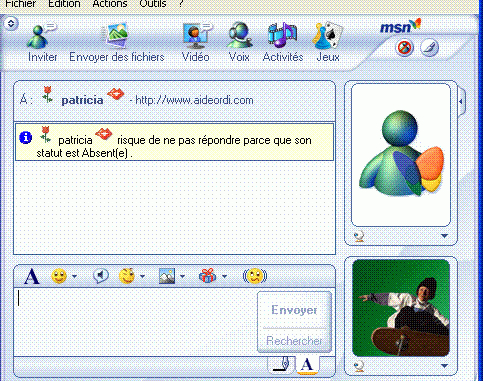 Fichier Edition Actions Outils ?
msn
Inviter Envoyer des fichiers Vidéo Voix Activités Jeux
À : patricia - http://www.aideordi.com
patricia risque de ne pas répondre parce que son
statut est Absent(e) .
A
Envoyer
Rechercher
A